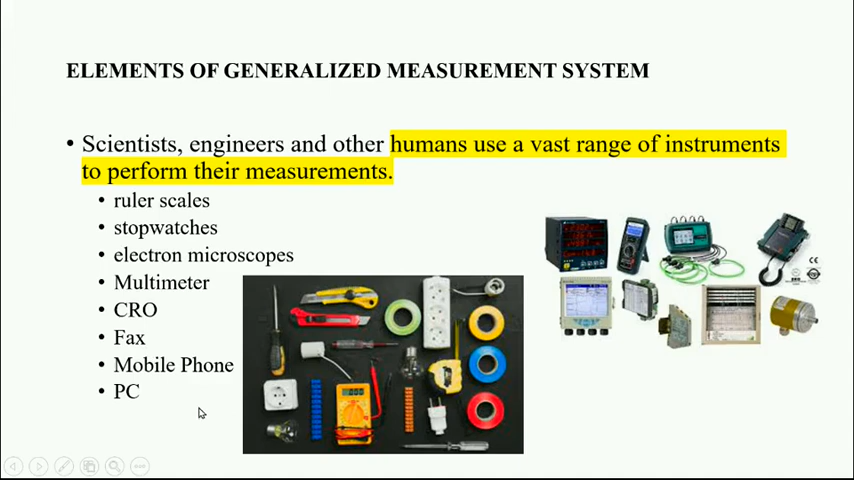 ELEMENTS OF GENERALIZED MEASUREMENT SYSTEM
• Scientists, engineers and other humans use a vast range of instruments
to perform their measurements.
• ruler scales
• stopwatches
• electron microscopes
• Multimeter
• CRO
• Fax
• Mobile Phone
• PC